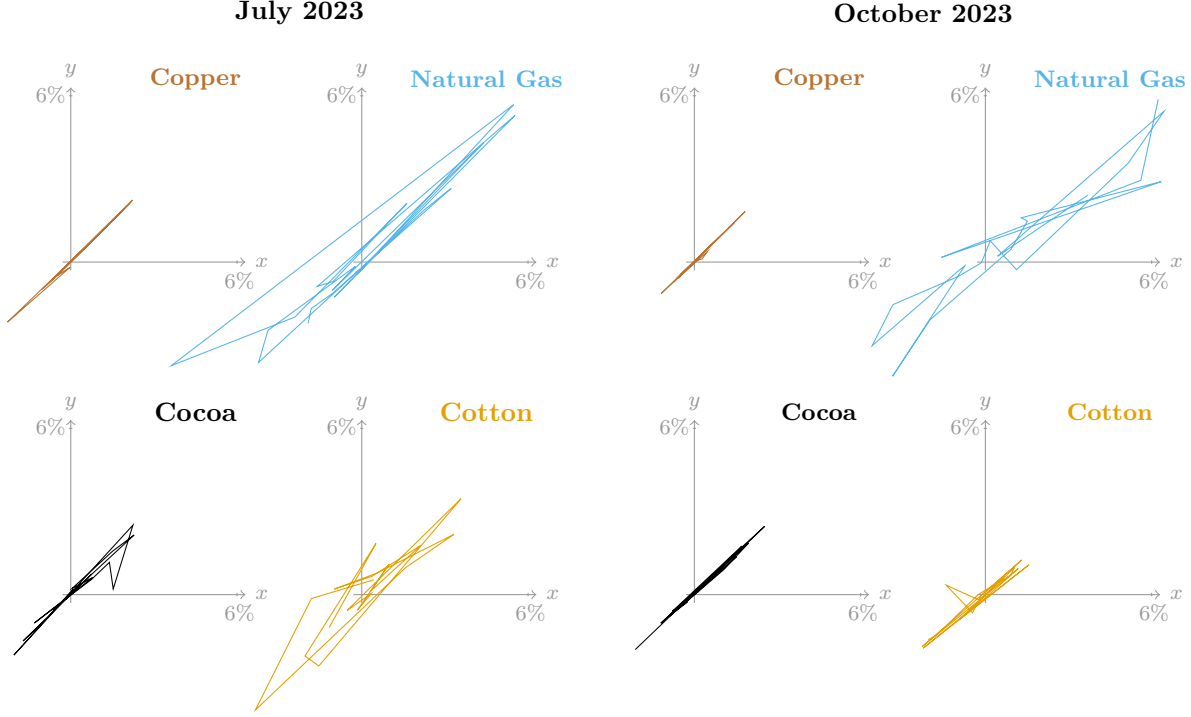 July 2023
October 2023
Copper
y
6%
x
6%
Natural Gas
y
6%
x
6%
Copper
y
6%
x
6%
Natural Gas
y
6%
x
6%
Cocoa
y
6%
x
6%
Cotton
y
6%
x
6%
Cocoa
y
6%
x
6%
Cotton
y
6%
x
6%